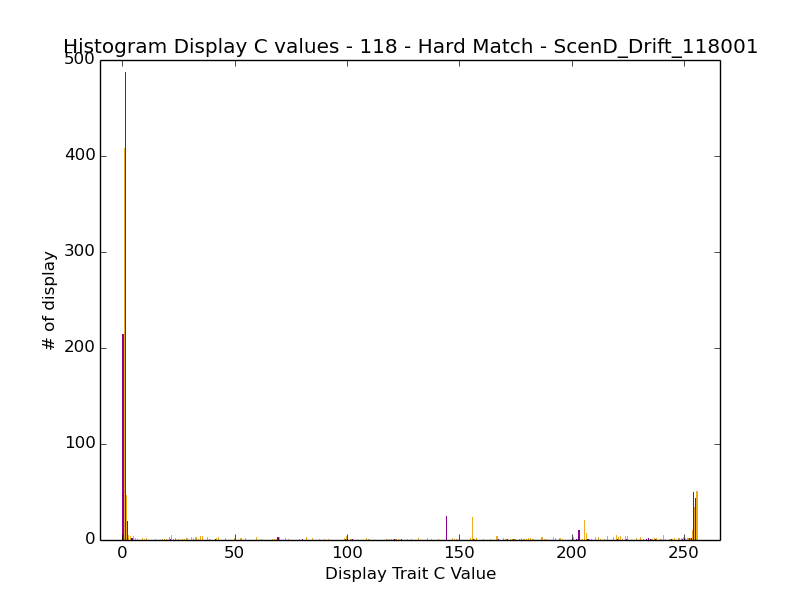 Histogram Display C values - 118 - Hard Match - ScenD_Drift_118001
500
400
300
200
100
0
# of display
0 50 100 150 200 250
Display Trait C Value